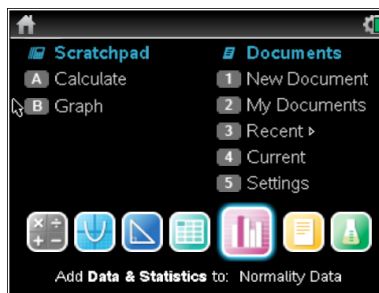 Scratchpad
A Calculate
B Graph
Documents
1 New Document
2 My Documents
3 Recent ▹
4 Current
5 Settings
Add Data & Statistics to: Normality Data